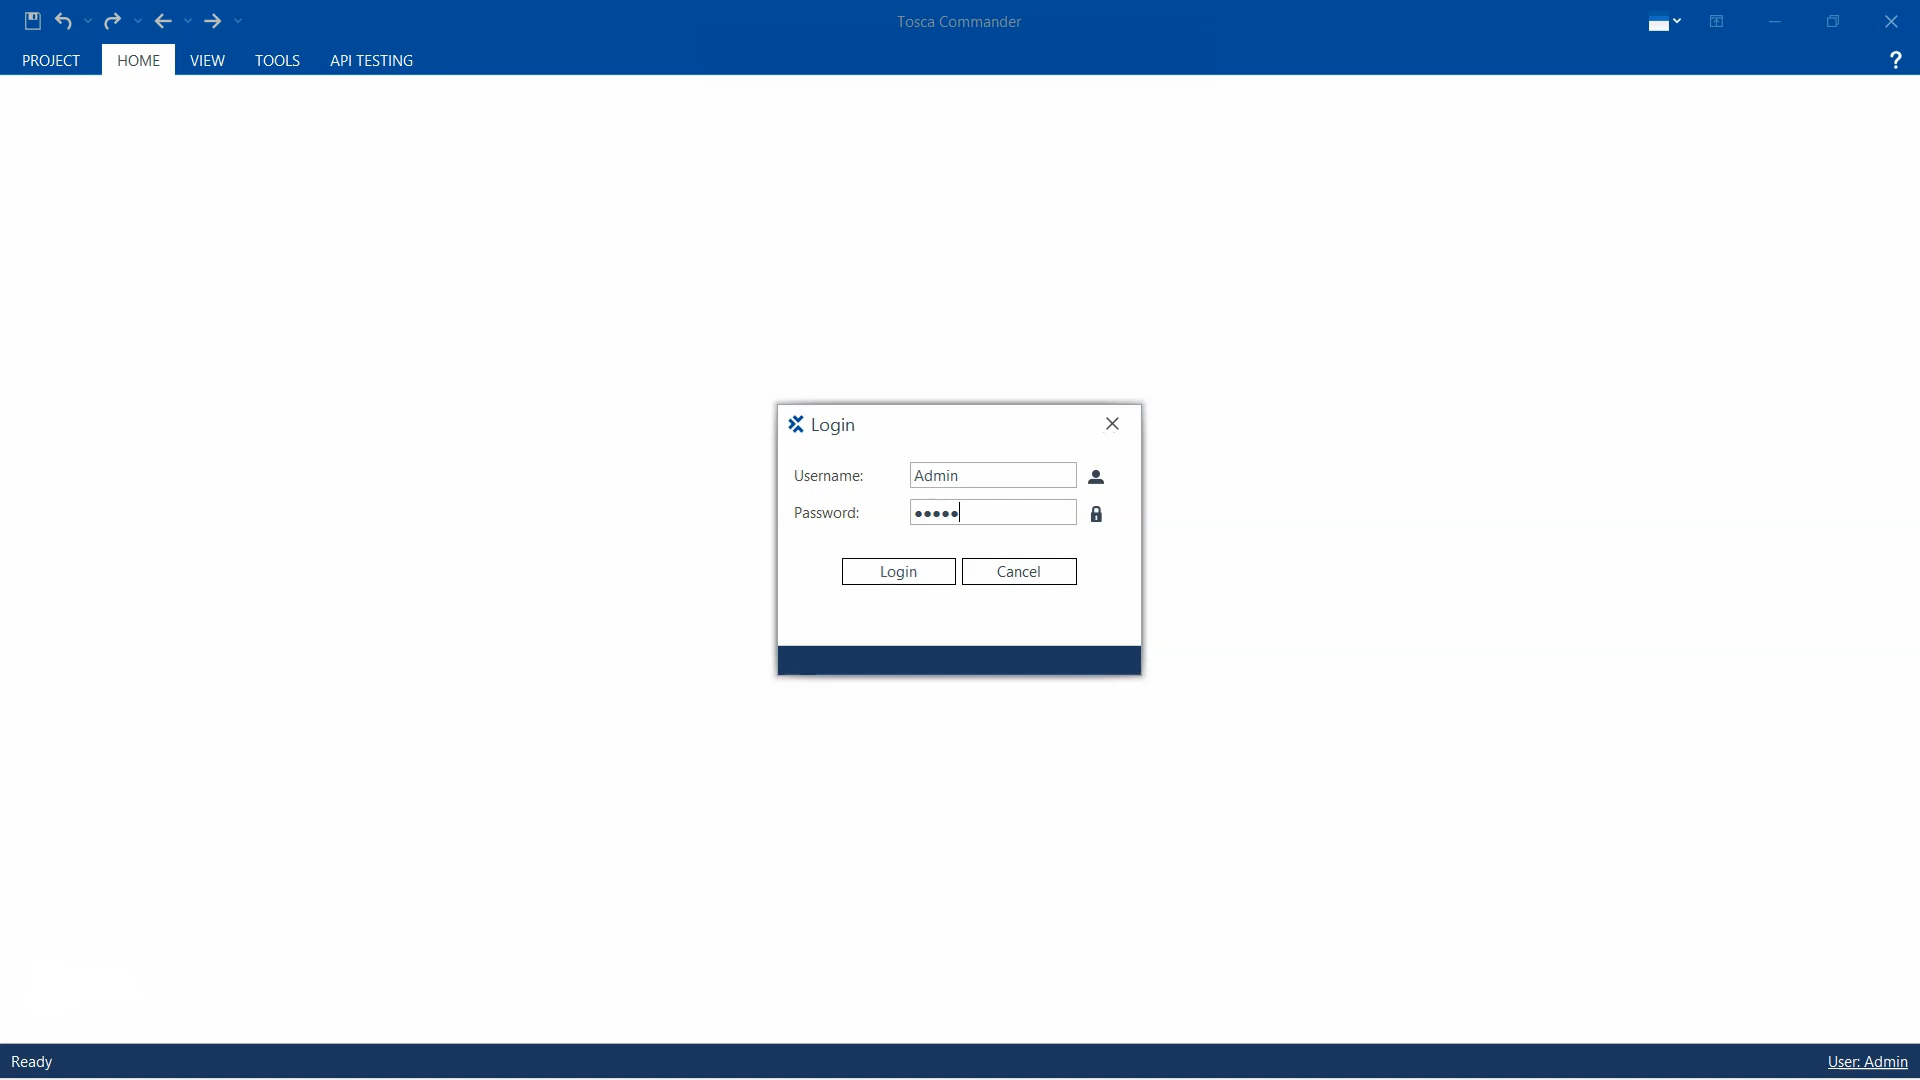 Tosca Commander
PROJECT HOME VIEW TOOLS API TESTING ?
Login
Username: Admin
Password: •••••
Login Cancel
Ready User: Admin